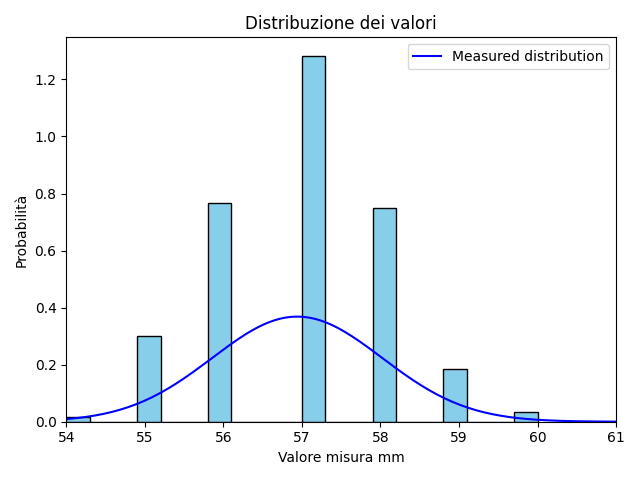 Distribuzione dei valori
Measured distribution
Probabilità
1.2
1.0
0.8
0.6
0.4
0.2
0.0
54 55 56 57 58 59 60 61
Valore misura mm